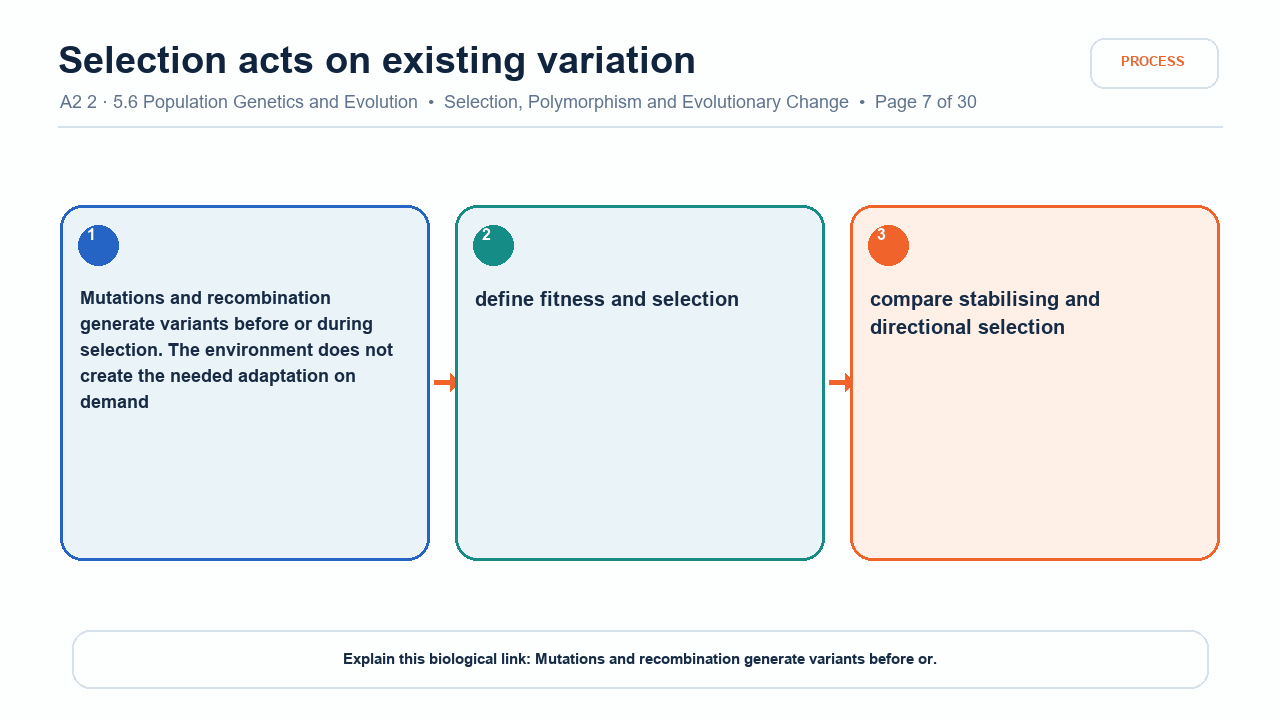 Selection acts on existing variation
PROCESS
A2 2 · 5.6 Population Genetics and Evolution • Selection, Polymorphism and Evolutionary Change • Page 7 of 30
1
Mutations and recombination
generate variants before or during
selection. The environment does not
create the needed adaptation on
demand
2
define fitness and selection
3
compare stabilising and
directional selection
Explain this biological link: Mutations and recombination generate variants before or.